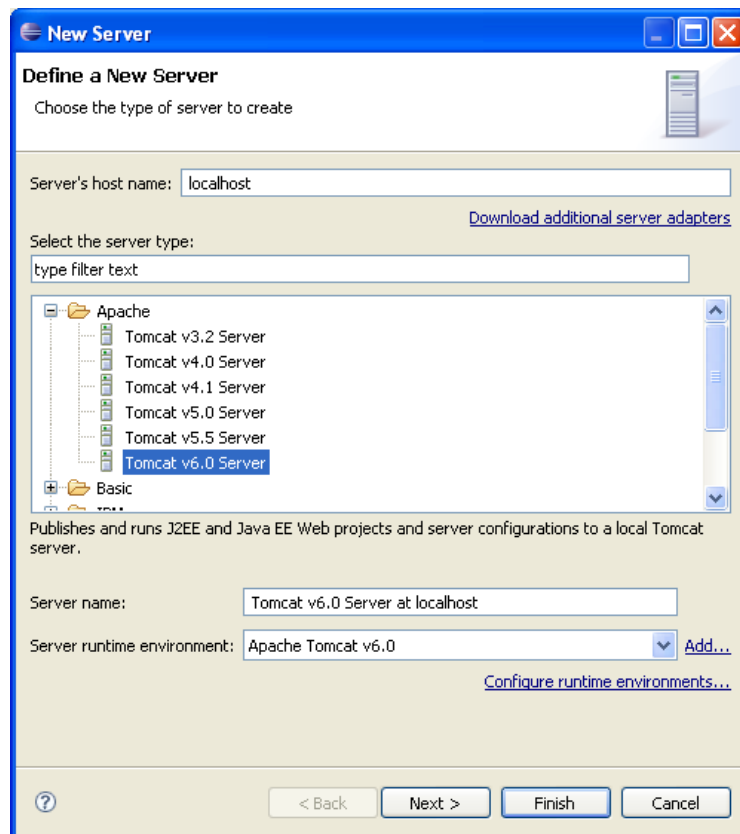 New Server
Define a New Server
Choose the type of server to create
Server's host name: localhost
Download additional server adapters
Select the server type:
type filter text
Apache
Tomcat v3.2 Server
Tomcat v4.0 Server
Tomcat v4.1 Server
Tomcat v5.0 Server
Tomcat v5.5 Server
Tomcat v6.0 Server
Basic
Publishes and runs J2EE and Java EE Web projects and server configurations to a local Tomcat
server.
Server name: Tomcat v6.0 Server at localhost
Server runtime environment: Apache Tomcat v6.0 Add...
Configure runtime environments...
< Back Next > Finish Cancel